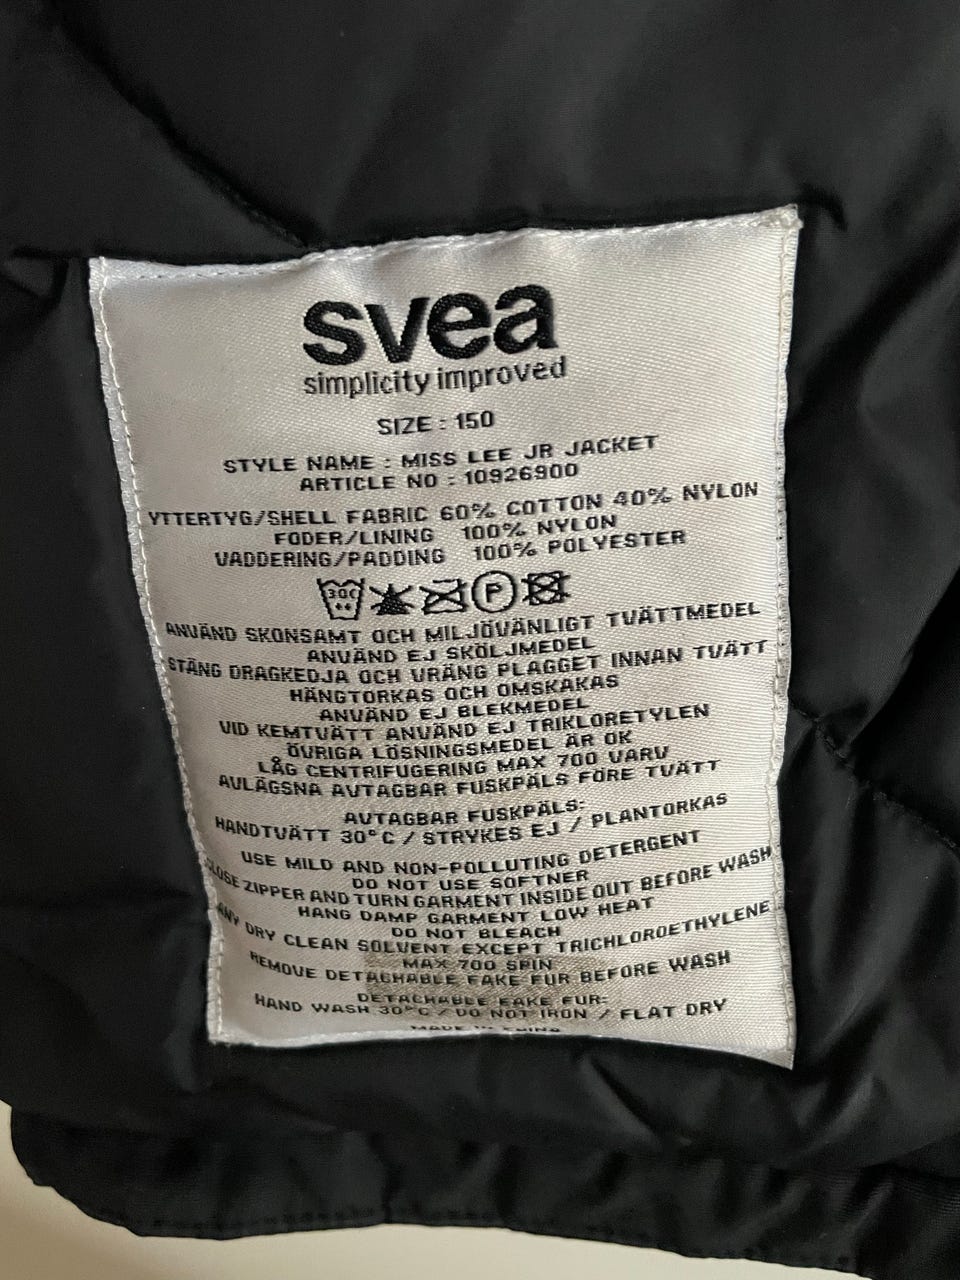 svea
simplicity improved
SIZE : 150
STYLE NAME : MISS LEE JR JACKET
ARTICLE NO : 10926900
YTTERTYG/SHELL FABRIC 60% COTTON 40% NYLON
FODER/LINING 100% NYLON
VADDERING/PADDING 100% POLYESTER
30C P
ANVÄND SKONSAMT OCH MILJÖVÄNLIGT TVÄTTMEDEL
ANVÄND EJ SKÖLJMEDEL
STÄNG DRAGKEDJA OCH VRÄNG PLAGGET INNAN TVÄTT
HÄNGTORKAS OCH OMSKAKAS
ANVÄND EJ BLEKMEDEL
VID KEMTVÄTT ANVÄND EJ TRIKLORETYLEN
ÖVRIGA LÖSNINGSMEDEL ÄR OK
LÅG CENTRIFUGERING MAX 700 VARV
AVLÄGSNA AVTAGBAR FUSKPÄLS FÖRE TVÄTT
AVTAGBAR FUSKPÄLS:
HANDTVÄTT 30°C / STRYKES EJ / PLANTORKAS
USE MILD AND NON-POLLUTING DETERGENT
DO NOT USE SOFTNER
CLOSE ZIPPER AND TURN GARMENT INSIDE OUT BEFORE WASH
HANG DAMP GARMENT LOW HEAT
DO NOT BLEACH
ANY DRY CLEAN SOLVENT EXCEPT TRICHLOROETHYLENE
MAX 700 SPIN
REMOVE DETACHABLE FAKE FUR BEFORE WASH
DETACHABLE FAKE FUR:
HAND WASH 30°C / DO NOT IRON / FLAT DRY
MADE IN CHINA